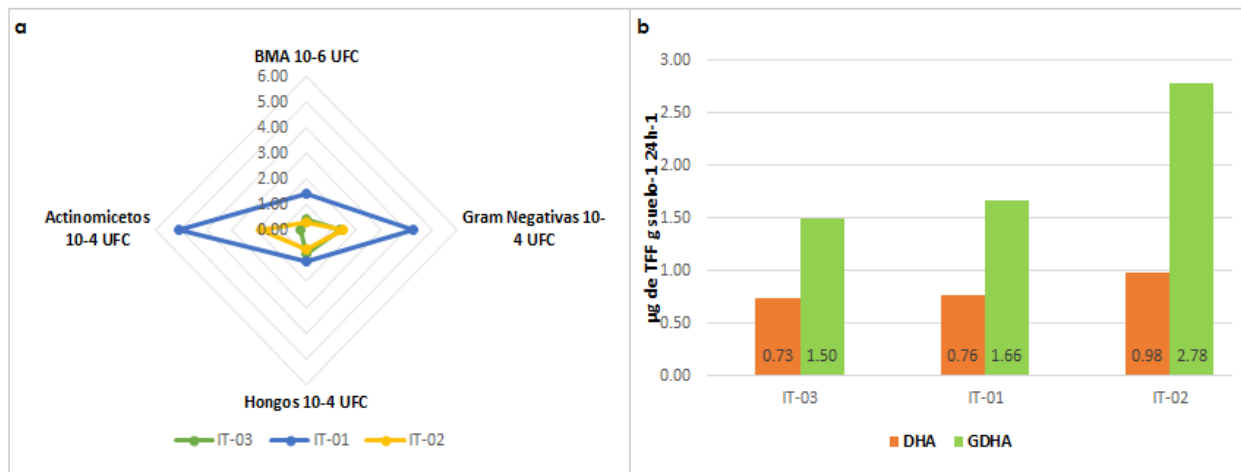 a
BMA 10-6 UFC
6.00
5.00
4.00
3.00
2.00
1.00
0.00
Actinomicetos
10-4 UFC
Gram Negativas 10-
4 UFC
Hongos 10-4 UFC
IT-03 IT-01 IT-02
b
µg de TFF g suelo-1 24h-1
3.00
2.50
2.00
1.50
1.00
0.50
0.00
0.73 1.50 0.76 1.66 0.98 2.78
IT-03 IT-01 IT-02
DHA GDHA